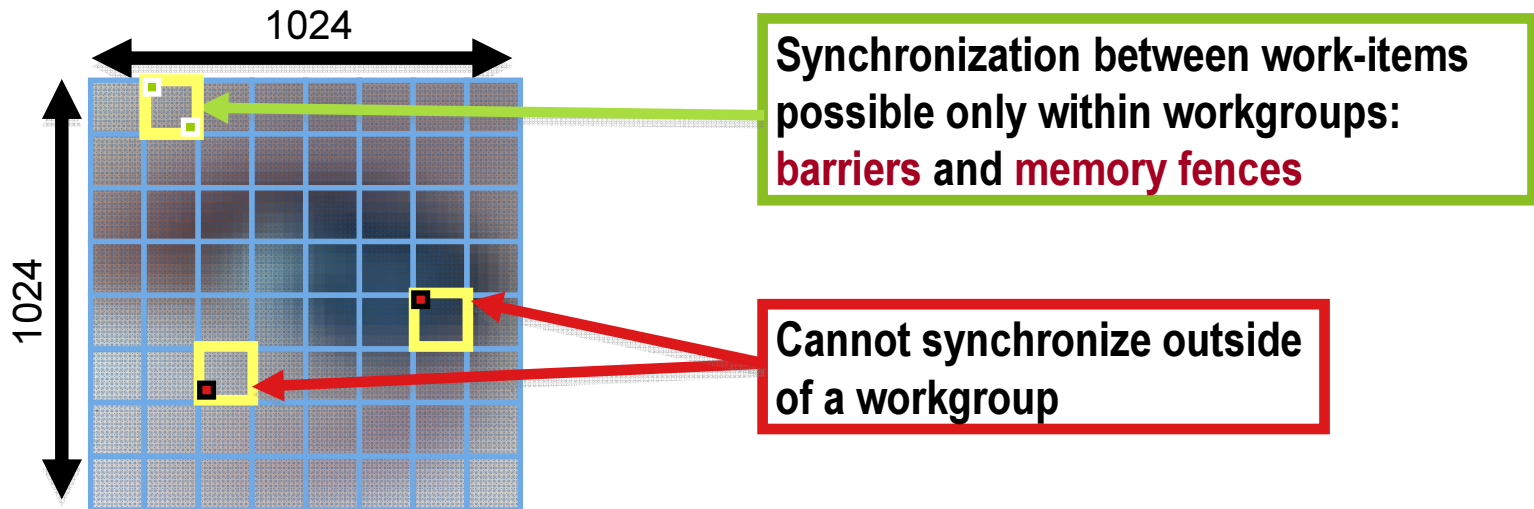 1024
1024
Synchronization between work-items
possible only within workgroups:
barriers and memory fences
Cannot synchronize outside
of a workgroup